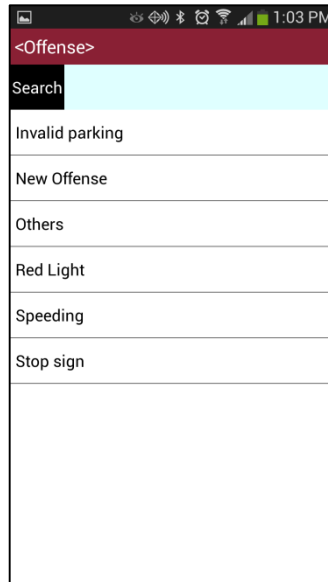 1:03 PM
<Offense>
Search
Invalid parking
New Offense
Others
Red Light
Speeding
Stop sign